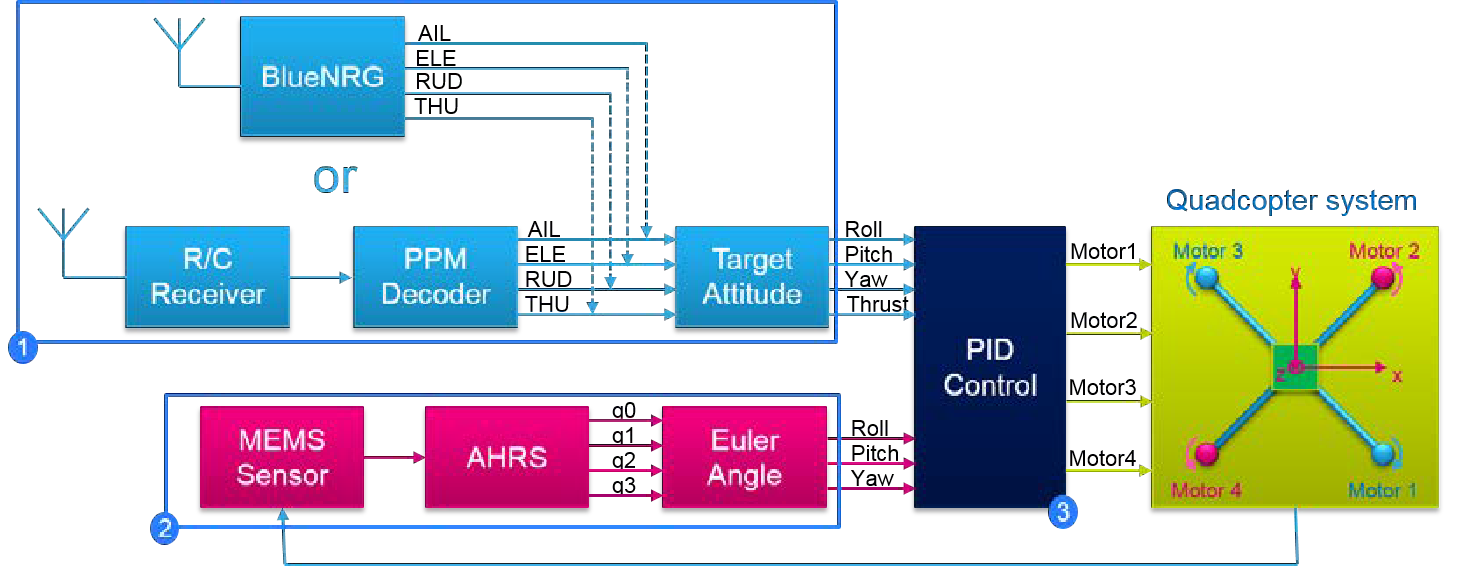 BlueNRG
AIL
ELE
RUD
THU
or
R/C
Receiver
PPM
Decoder
AIL
ELE
RUD
THU
Target
Attitude
Roll
Pitch
Yaw
Thrust
1
MEMS
Sensor
AHRS
q0
q1
q2
q3
Euler
Angle
Roll
Pitch
Yaw
2
PID
Control
3
Motor1
Motor2
Motor3
Motor4
Quadcopter system
Motor 3
Motor 2
y
z
x
Motor 4
Motor 1